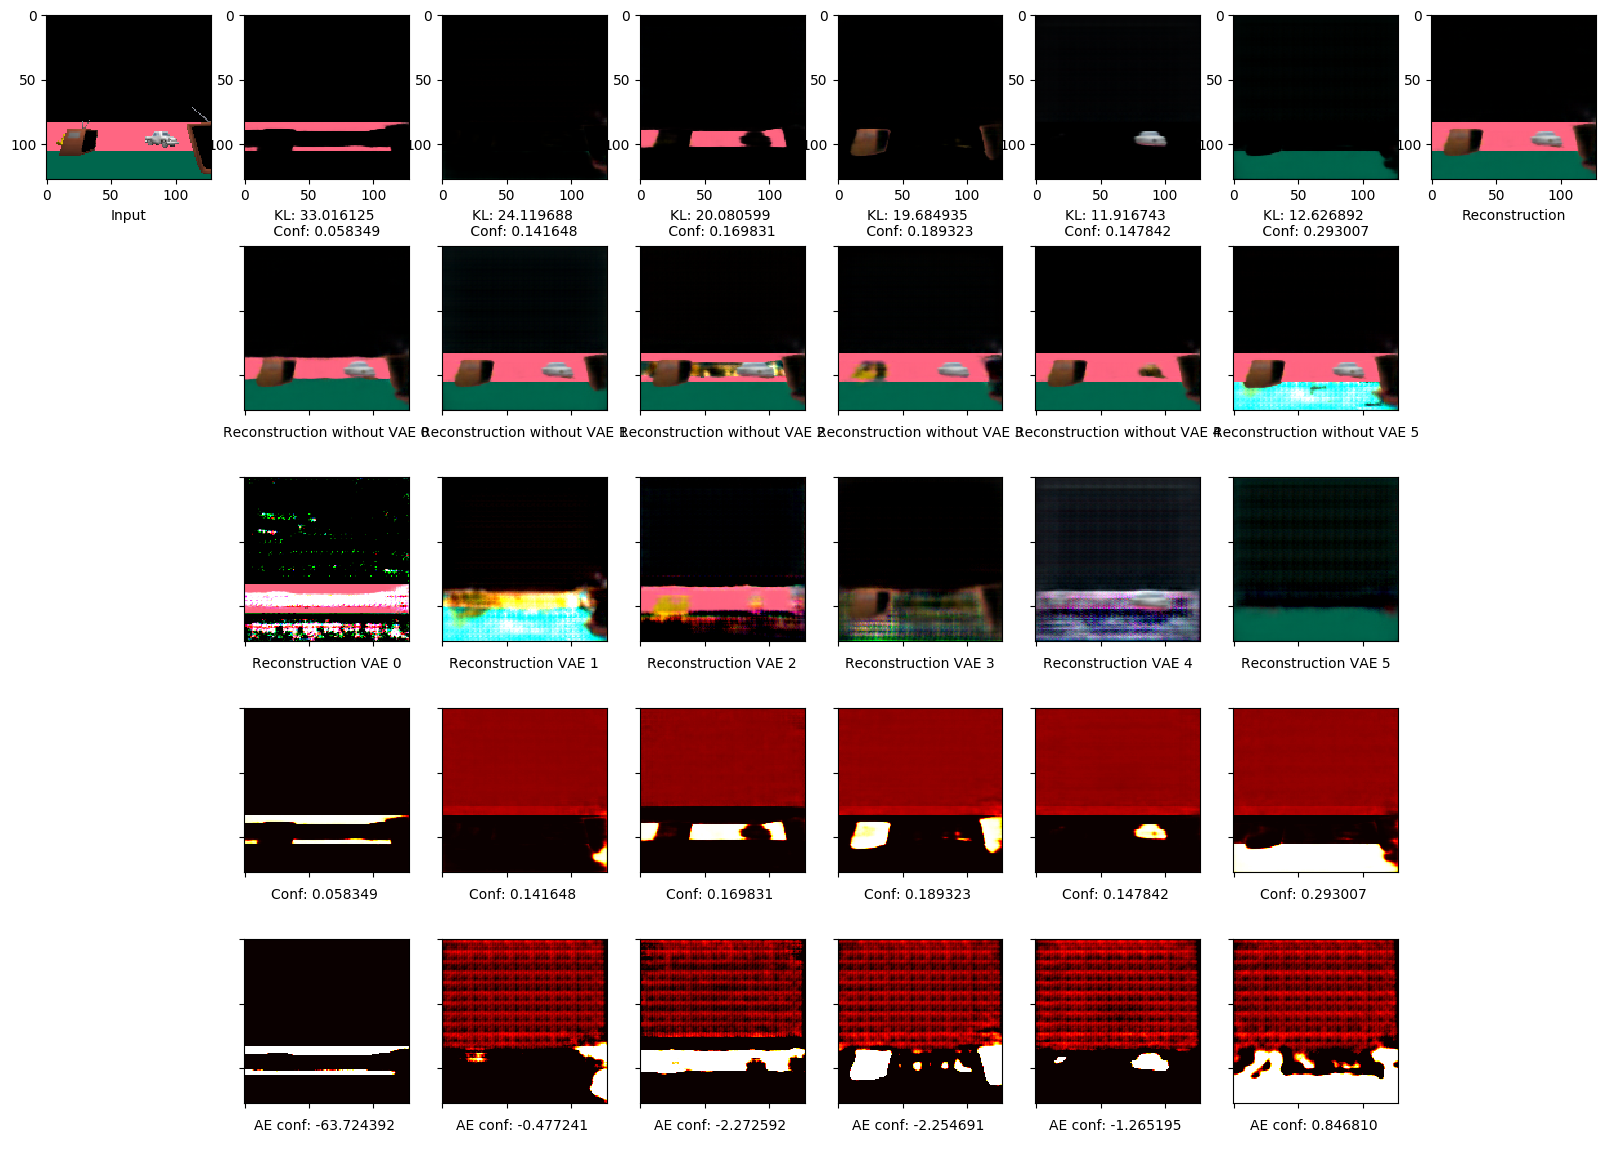 0
50
100
0 50 100
Input
0 50 100
KL: 33.016125
Conf: 0.058349
0 50 100
KL: 24.119688
Conf: 0.141648
0
50
100
0 50 100
KL: 20.080599
Conf: 0.169831
0
50
100
0 50 100
KL: 19.684935
Conf: 0.189323
0
50
100
0 50 100
KL: 11.916743
Conf: 0.147842
0
50
100
0 50 100
KL: 12.626892
Conf: 0.293007
0
50
100
0 50 100
Reconstruction
0
50
100
0
50
100
Reconstruction without VAE 0
Reconstruction without VAE 1
Reconstruction without VAE 2
Reconstruction without VAE 3
Reconstruction without VAE 4
Reconstruction without VAE 5
Reconstruction VAE 0
Reconstruction VAE 1
Reconstruction VAE 2
Reconstruction VAE 3
Reconstruction VAE 4
Reconstruction VAE 5
Conf: 0.058349
Conf: 0.141648
Conf: 0.169831
Conf: 0.189323
Conf: 0.147842
Conf: 0.293007
AE conf: -63.724392
AE conf: -0.477241
AE conf: -2.272592
AE conf: -2.254691
AE conf: -1.265195
AE conf: 0.846810